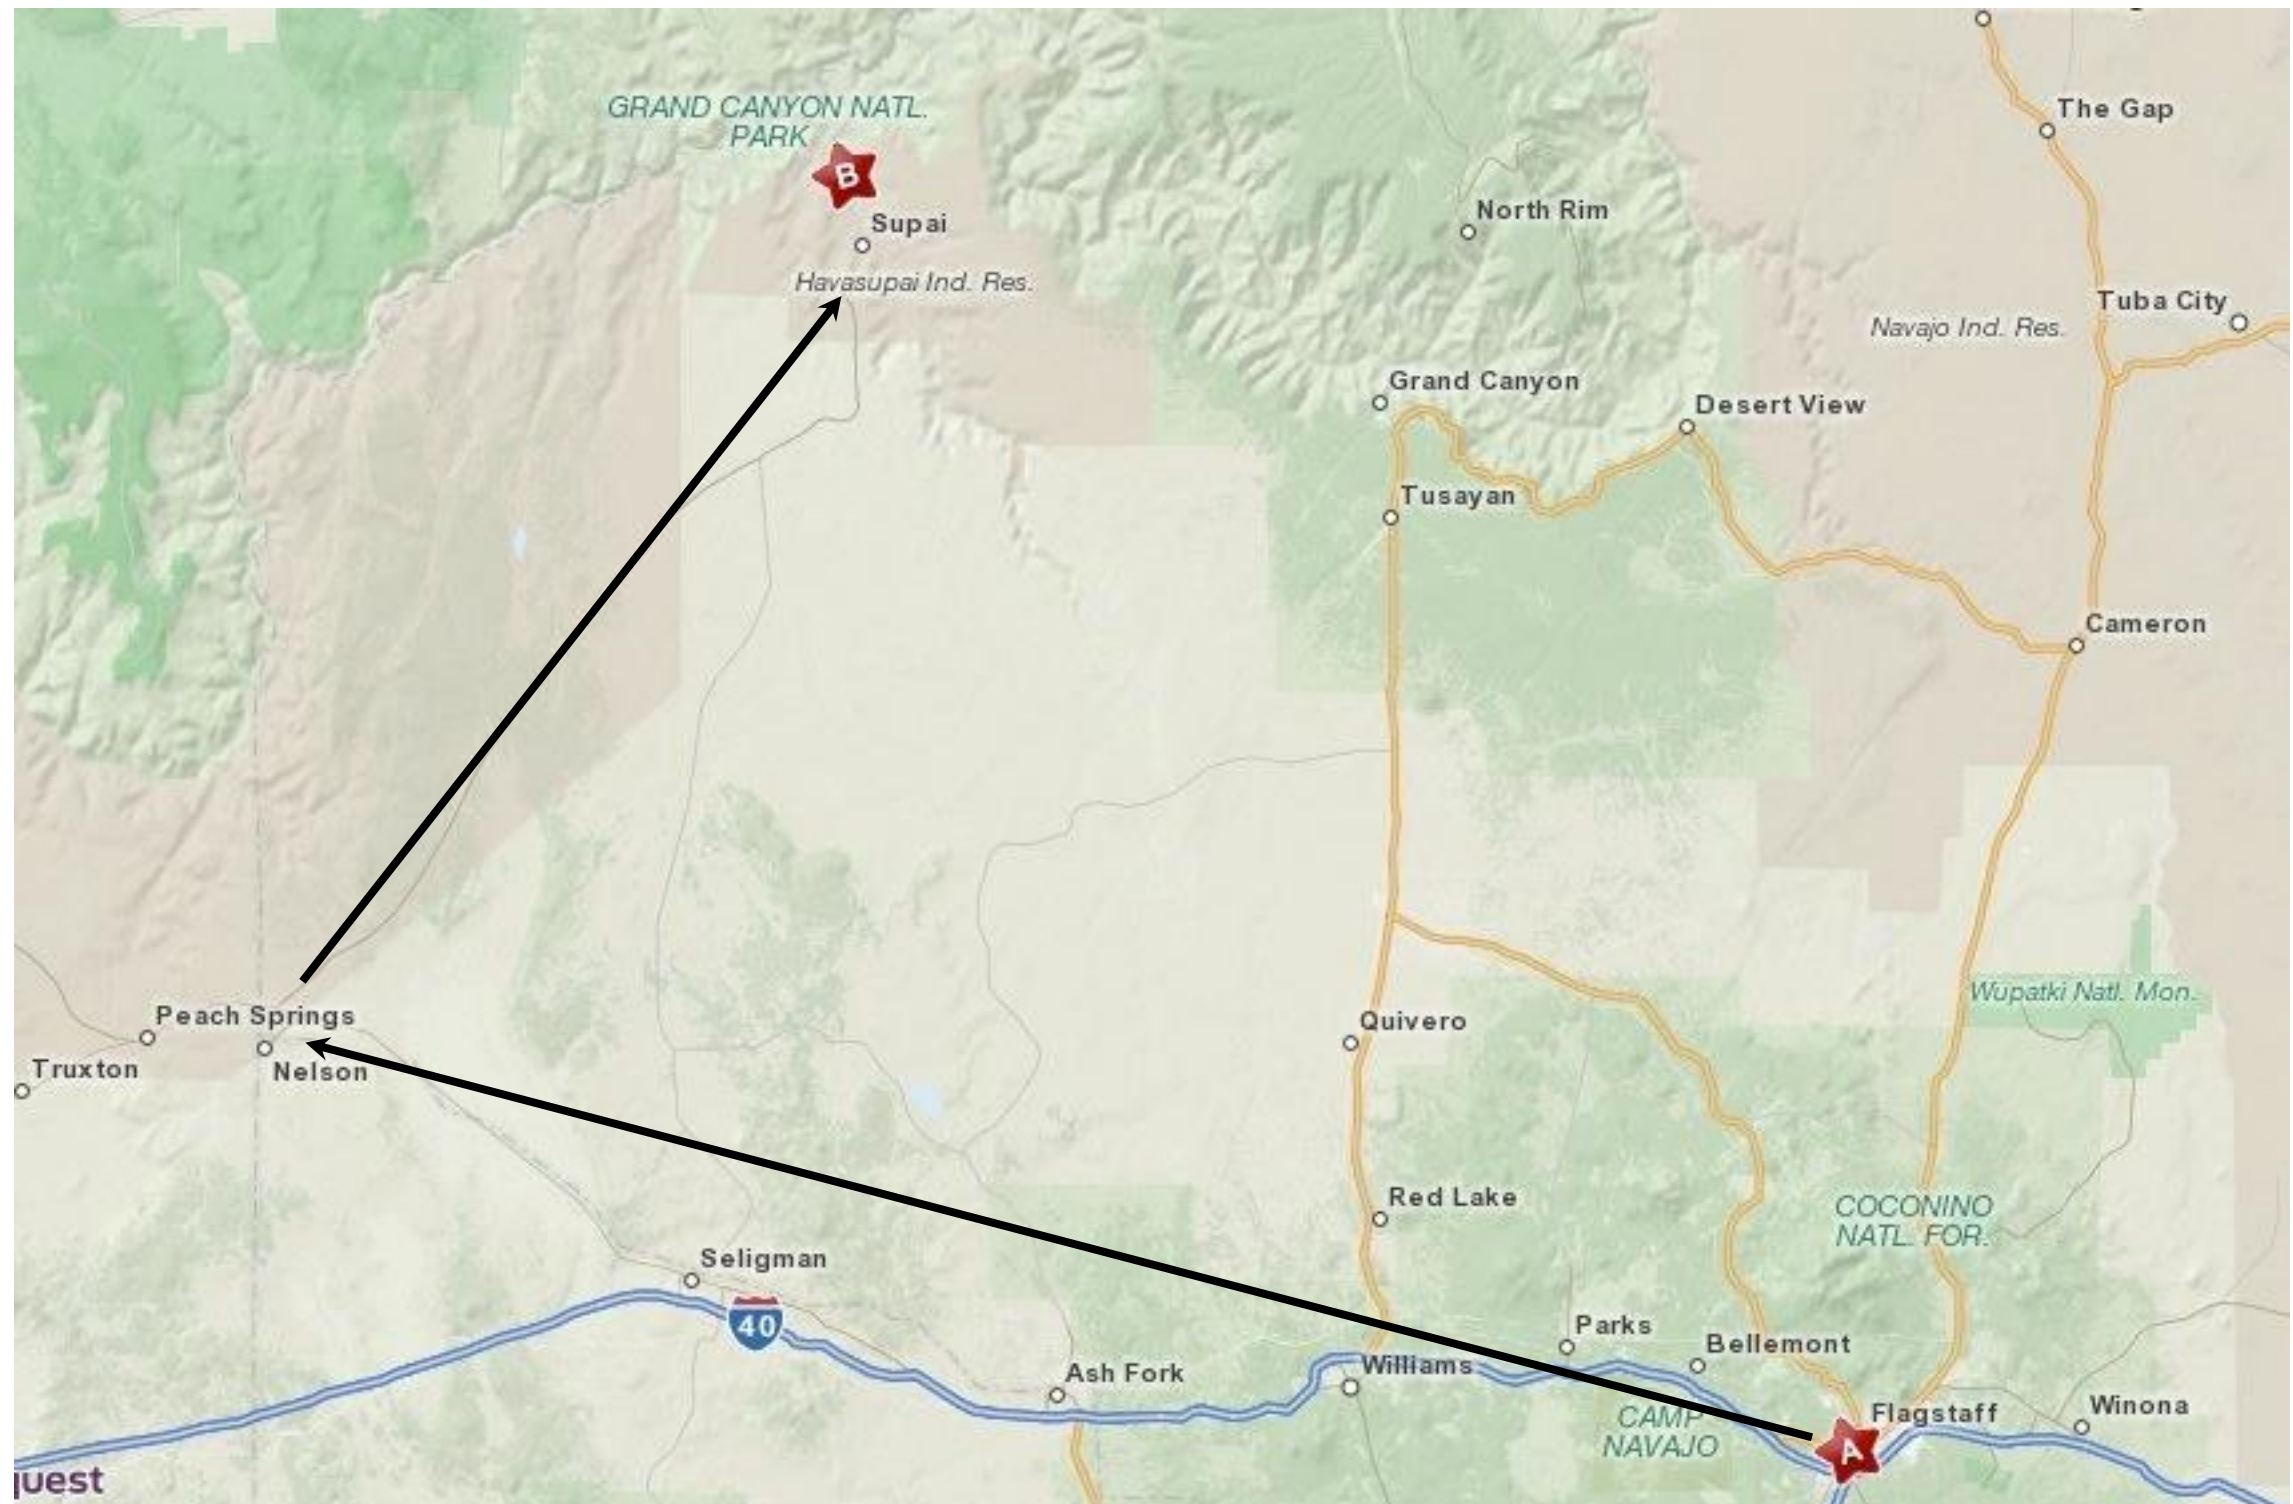 GRAND CANYON NATL.
PARK
B
Supai
Havasupai Ind. Res.
The Gap
North Rim
Tuba City
Navajo Ind. Res.
Grand Canyon
Desert View
Tusayan
Cameron
Wupatki Natl. Mon.
Peach Springs
Quivero
Nelson
Truxton
Red Lake
COCONINO
NATL. FOR.
Seligman
40
Parks
Bellemont
Williams
Ash Fork
Flagstaff
Winona
CAMP
NAVAJO
A
quest